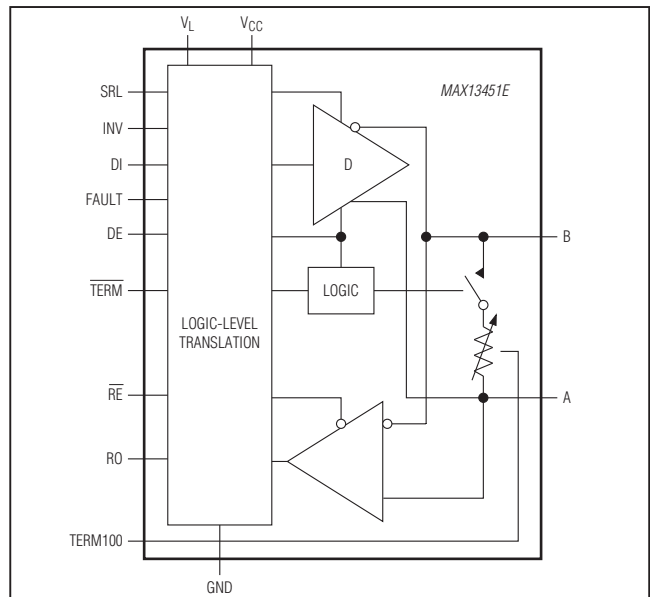 VL VCC
MAX13451E
SRL
INV
DI
D
FAULT
DE
B
TERM
LOGIC
LOGIC-LEVEL
TRANSLATION
RE
A
RO
TERM100
GND